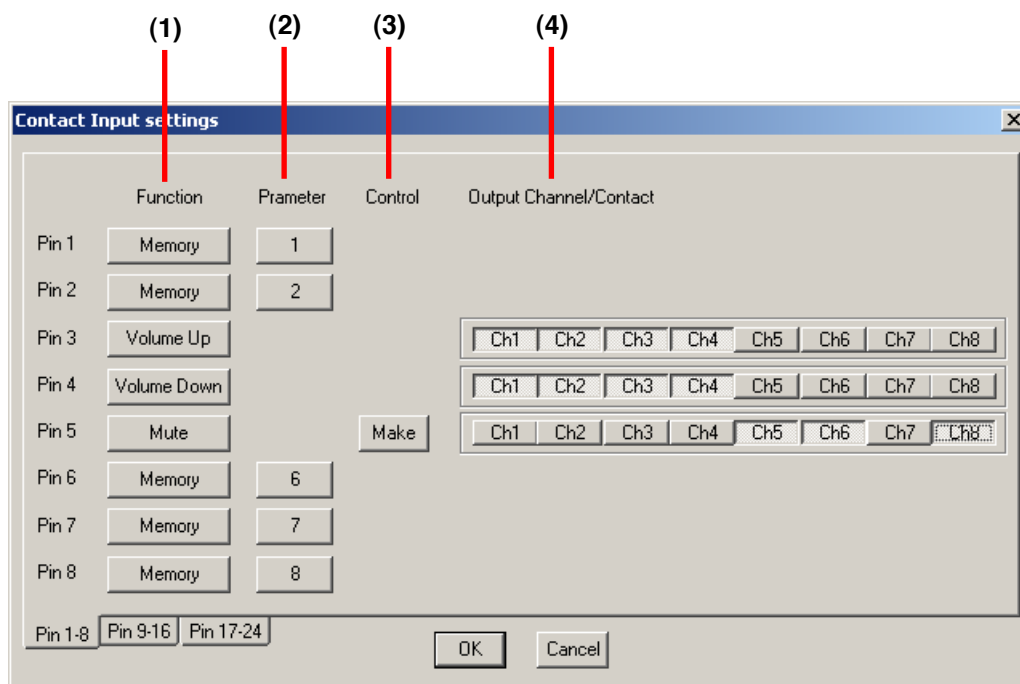 (1) (2) (3) (4)
Contact Input settings
Function Prameter Control Output Channel/Contact
Pin 1 Memory 1
Pin 2 Memory 2
Pin 3 Volume Up Ch1 Ch2 Ch3 Ch4 Ch5 Ch6 Ch7 Ch8
Pin 4 Volume Down Ch1 Ch2 Ch3 Ch4 Ch5 Ch6 Ch7 Ch8
Pin 5 Mute Make Ch1 Ch2 Ch3 Ch4 Ch5 Ch6 Ch7 Ch8
Pin 6 Memory 6
Pin 7 Memory 7
Pin 8 Memory 8
Pin 1-8 Pin 9-16 Pin 17-24
OK Cancel